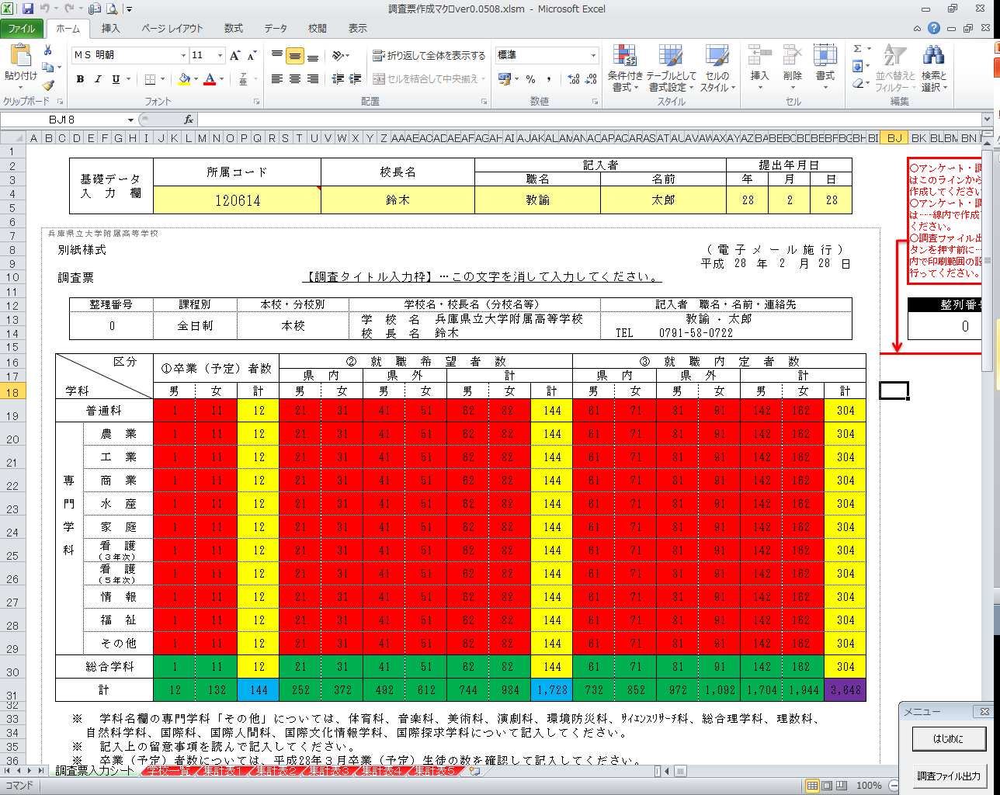 調査票作成マクロver0.0508.xlsm - Microsoft Excel
ファイル ホーム 挿入 ページ レイアウト 数式 データ 校閲 表示
貼り付け MS 明朝 11 折り返して全体を表示する 標準 条件付き書式 テーブルとして書式設定 セルのスタイル 挿入 削除 書式 並べ替えとフィルター 検索と選択
B I U セルを結合して中央揃え
クリップボード フォント 配置 数値 スタイル セル 編集
BJ18 fx
基礎データ入力欄 所属コード 校長名 記入者 提出年月日
職名 名前 年 月 日
120614 鈴木 教諭 太郎 28 2 28
兵庫県立大学附属高等学校
別紙様式 (電子メール施行)
平成 28 年 2 月 28 日
調査票 【調査タイトル入力枠】…この文字を消して入力してください。
整理番号 課程別 本校・分校別 学校名・校長名(分校名等) 記入者 職名・名前・連絡先
0 全日制 本校 学校名 兵庫県立大学附属高等学校 教諭・太郎
校長名 鈴木 TEL 0791-58-0722
区分 ①卒業(予定)者数 ② 就職希望者数 ③ 就職内定者数
県内 県外 計 県内 県外 計
学科 男 女 計 男 女 男 女 男 女 計 男 女 男 女 男 女 計
普通科 1 11 12 21 31 41 51 62 82 144 61 71 81 91 142 162 304
専門学科
農業 1 11 12 21 31 41 51 62 82 144 61 71 81 91 142 162 304
工業 1 11 12 21 31 41 51 62 82 144 61 71 81 91 142 162 304
商業 1 11 12 21 31 41 51 62 82 144 61 71 81 91 142 162 304
水産 1 11 12 21 31 41 51 62 82 144 61 71 81 91 142 162 304
家庭 1 11 12 21 31 41 51 62 82 144 61 71 81 91 142 162 304
看護(3年次) 1 11 12 21 31 41 51 62 82 144 61 71 81 91 142 162 304
看護(5年次) 1 11 12 21 31 41 51 62 82 144 61 71 81 91 142 162 304
情報 1 11 12 21 31 41 51 62 82 144 61 71 81 91 142 162 304
福祉 1 11 12 21 31 41 51 62 82 144 61 71 81 91 142 162 304
その他 1 11 12 21 31 41 51 62 82 144 61 71 81 91 142 162 304
総合学科 1 11 12 21 31 41 51 62 82 144 61 71 81 91 142 162 304
計 12 132 144 252 372 492 612 744 984 1,728 732 852 972 1,092 1,704 1,944 3,648
※ 学科名欄の専門学科「その他」については、体育科、音楽科、美術科、演劇科、環境防災科、サイエンスリサーチ科、総合理学科、理数科、
自然科学科、国際科、国際人間科、国際文化情報学科、国際探求学科について記入してください。
※ 記入上の留意事項を読んで記入してください。
※ 卒業(予定)者数については、平成28年3月卒業(予定)生徒の数を確認して記入してください。
○アンケート・調
はこのラインから
作成してください
○アンケート・調
は…線内で作成
ください。
○調査ファイル出
タンを押す前に…
内で印刷範囲の設
行ってください。
整列番号
0
メニュー
はじめに
調査ファイル出力
調査票入力シート 学校一覧 集計表1 集計表2 集計表3 集計表4 集計表5
コマンド 100%